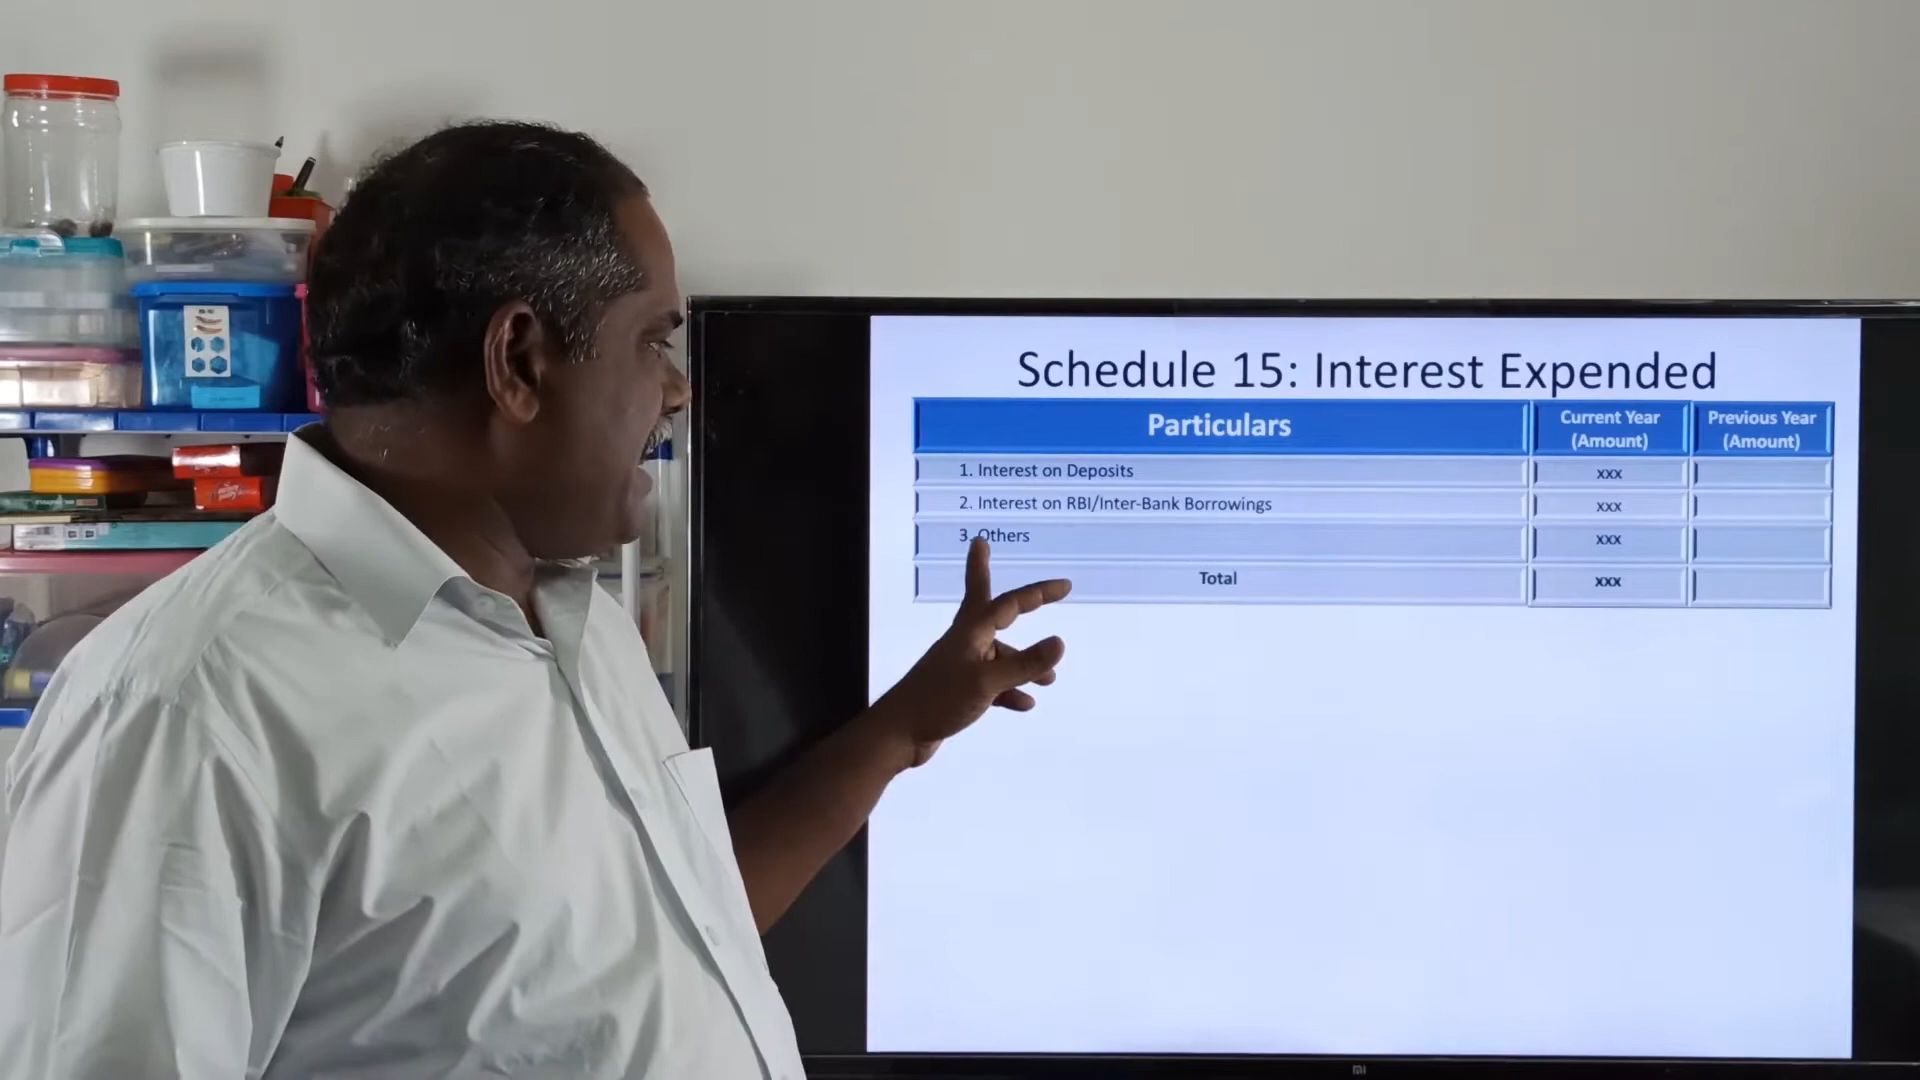 Schedule 15: Interest Expended
Particulars
Current Year
(Amount)
Previous Year
(Amount)
1. Interest on Deposits
xxx
2. Interest on RBI/Inter-Bank Borrowings
xxx
3. Others
xxx
Total
xxx
mi